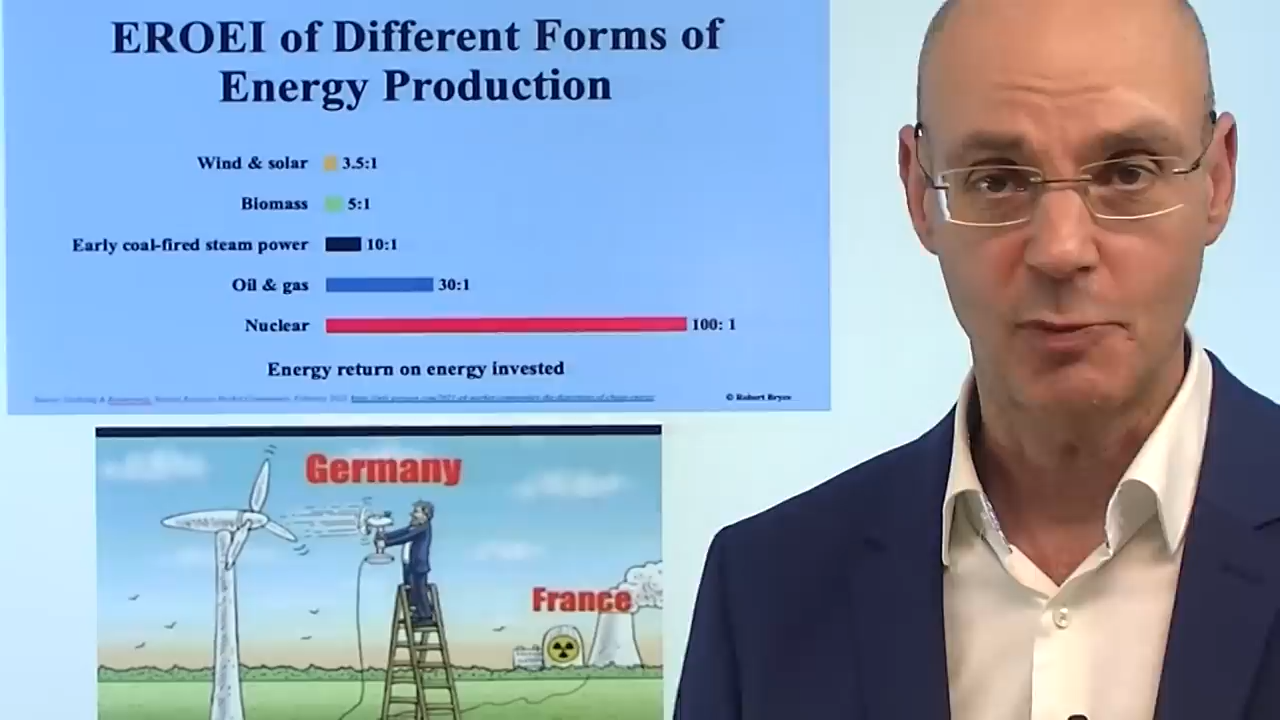 EROEI of Different Forms of
Energy Production
Wind & solar 3.5:1
Biomass 5:1
Early coal-fired steam power 10:1
Oil & gas 30:1
Nuclear 100: 1
Energy return on energy invested
© Robert Bryce
Germany
France